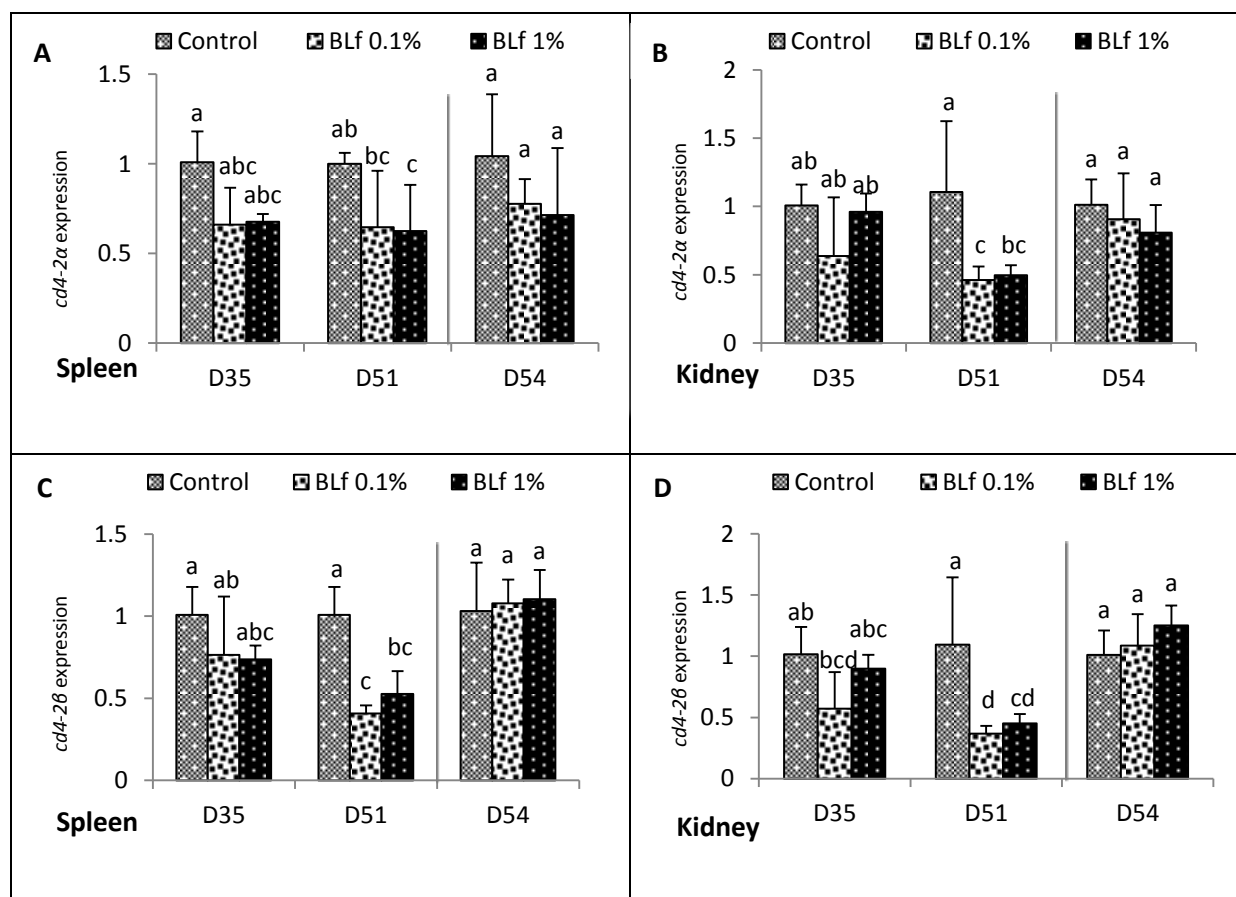 A
Control BLf 0.1% BLf 1%
1.5
1
0.5
0
cd4-2α expression
a abc abc
ab bc c
a a a
Spleen D35 D51 D54
B
Control BLf 0.1% BLf 1%
2
1.5
1
0.5
0
cd4-2α expression
ab ab ab
a c bc
a a a
Kidney D35 D51 D54
C
Control BLf 0.1% BLf 1%
1.5
1
0.5
0
cd4-2β expression
a ab abc
a c bc
a a a
Spleen D35 D51 D54
D
Control BLf 0.1% BLf 1%
2
1.5
1
0.5
0
cd4-2β expression
ab bcd abc
a d cd
a a a
Kidney D35 D51 D54